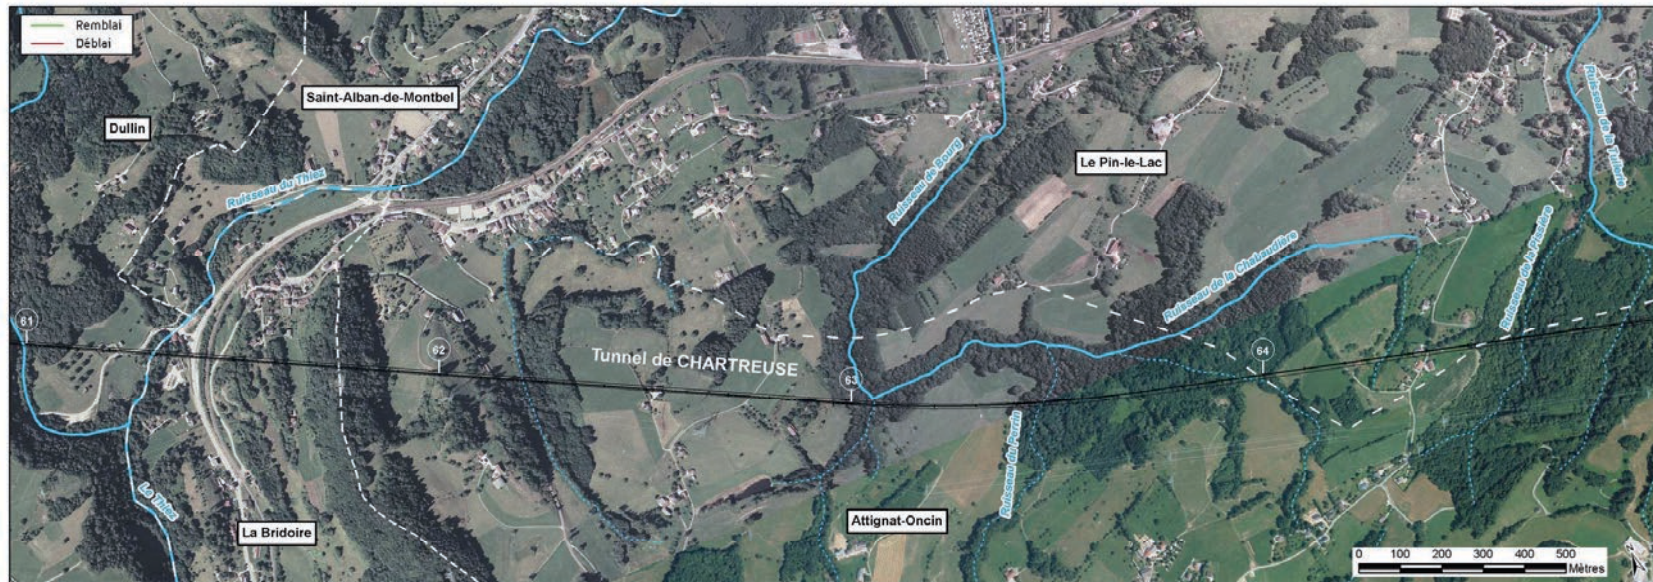 Remblai
Déblai
Saint-Alban-de-Montbel
Dullin
Ruisseau du Thiez
Ruisseau de Bourg
Le Pin-le-Lac
Ruisseau de la Tuilerie
Ruisseau de la Chabaudière
Ruisseau de la Pissière
61
62
Tunnel de CHARTREUSE
63
64
Ruisseau du Perrin
Le Thiez
La Bridoire
Attignat-Oncin
0 100 200 300 400 500
Mètres
N